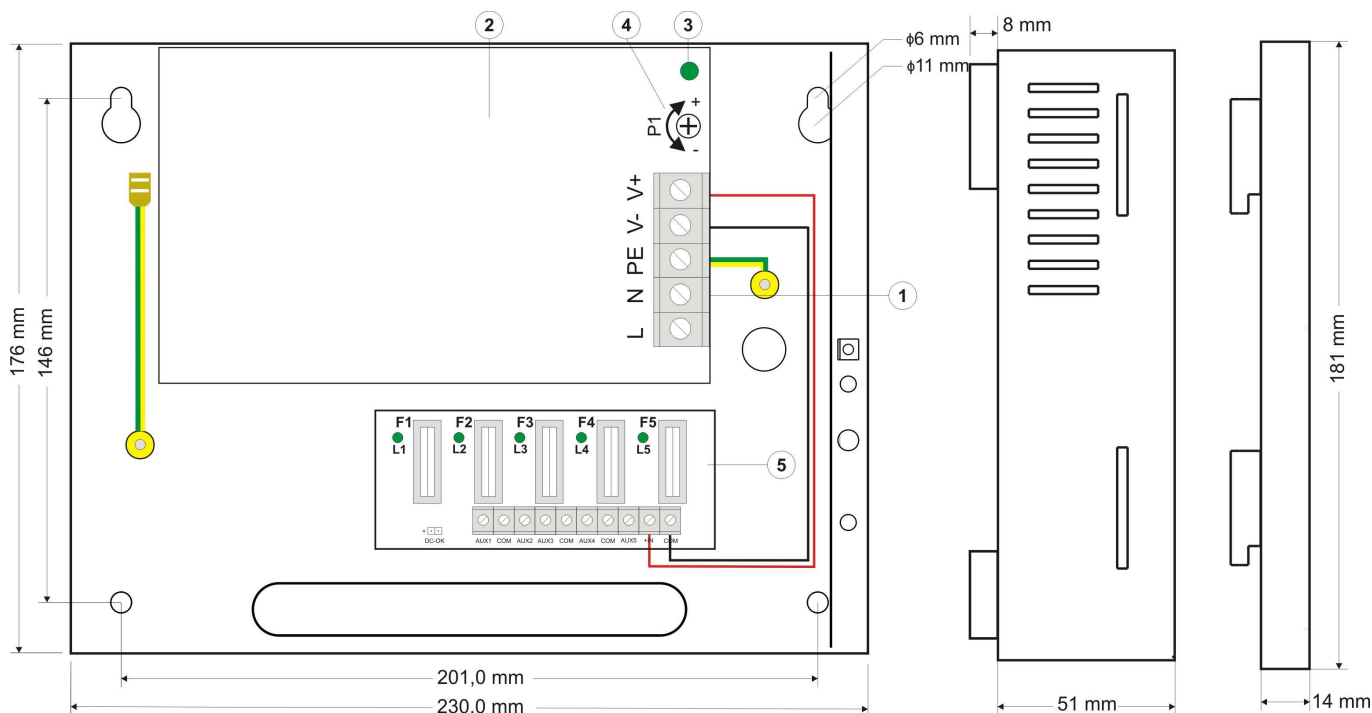 2
4
3
8 mm
ϕ6 mm
ϕ11 mm
+
P1
-
V+
V-
PE
N
L
1
176 mm
146 mm
181 mm
F1
F2
F3
F4
F5
L1
L2
L3
L4
L5
5
+
DC-OK
AUX1 COM AUX2 AUX3 COM AUX4 COM AUX5 +IN COM
201,0 mm
230,0 mm
51 mm
14 mm